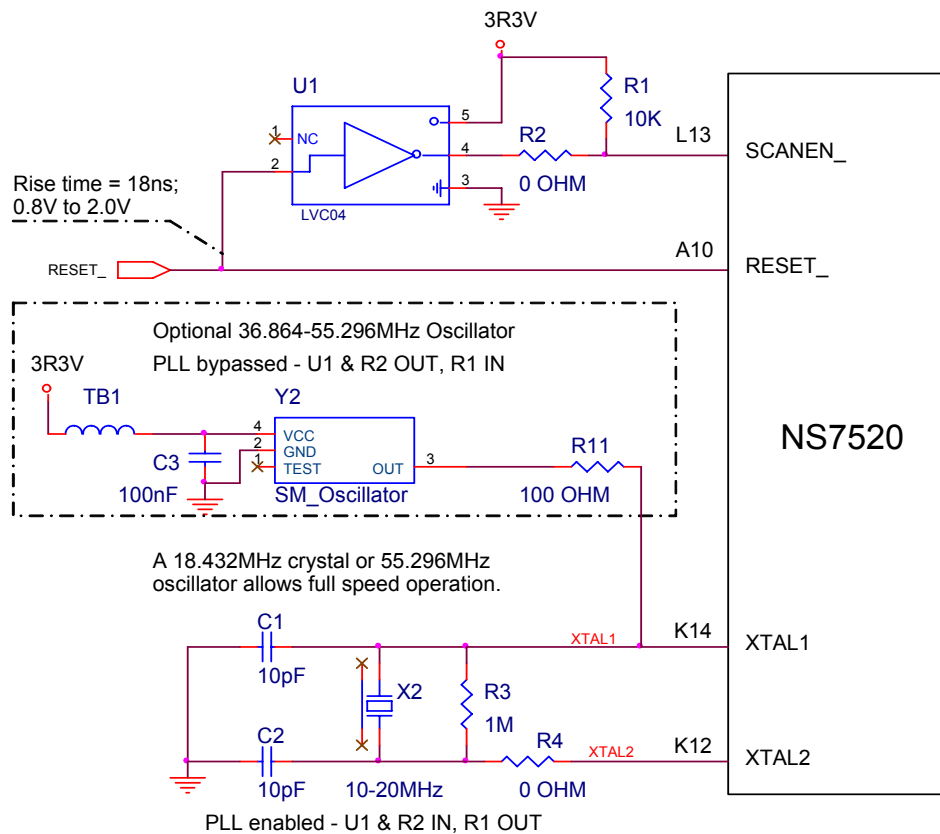 3R3V
U1
R1
10K
5
1
NC
R2
4
L13
SCANEN_
2
0 OHM
3
Rise time = 18ns;
0.8V to 2.0V
LVC04
A10
RESET_
RESET_
Optional 36.864-55.296MHz Oscillator
PLL bypassed - U1 & R2 OUT, R1 IN
3R3V
TB1
Y2
4
VCC
2
GND
1
TEST
OUT
3
R11
NS7520
C3
100nF
SM_Oscillator
100 OHM
A 18.432MHz crystal or 55.296MHz
oscillator allows full speed operation.
C1
XTAL1
K14
XTAL1
10pF
X2
R3
1M
C2
R4
XTAL2
K12
XTAL2
10pF
10-20MHz
0 OHM
PLL enabled - U1 & R2 IN, R1 OUT